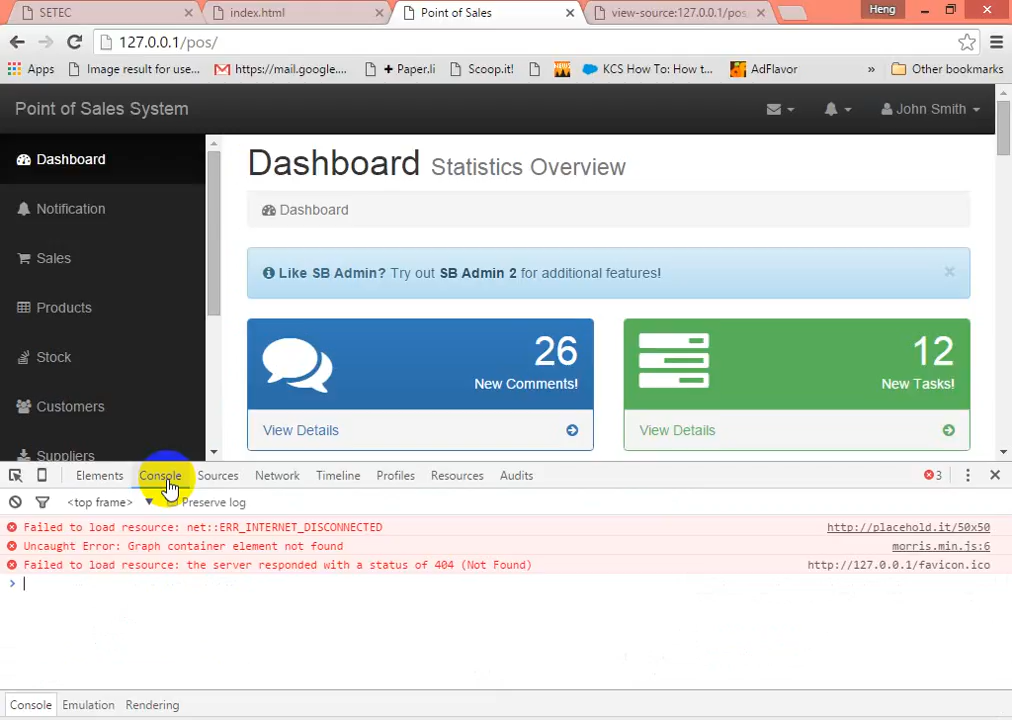 SETEC
index.html
Point of Sales
view-source:127.0.0.1/pos/
Heng
127.0.0.1/pos/
Apps
Image result for use...
https://mail.google....
+ Paper.li
Scoop.it!
KCS How To: How t...
AdFlavor
»
Other bookmarks
Point of Sales System
John Smith
Dashboard
Notification
Sales
Products
Stock
Customers
Suppliers
Dashboard Statistics Overview
Dashboard
Like SB Admin? Try out SB Admin 2 for additional features!
×
26
New Comments!
View Details
12
New Tasks!
View Details
Elements Console Sources Network Timeline Profiles Resources Audits
3
<top frame> Preserve log
Failed to load resource: net::ERR_INTERNET_DISCONNECTED http://placehold.it/50x50
Uncaught Error: Graph container element not found morris.min.js:6
Failed to load resource: the server responded with a status of 404 (Not Found) http://127.0.0.1/favicon.ico
>
Console Emulation Rendering